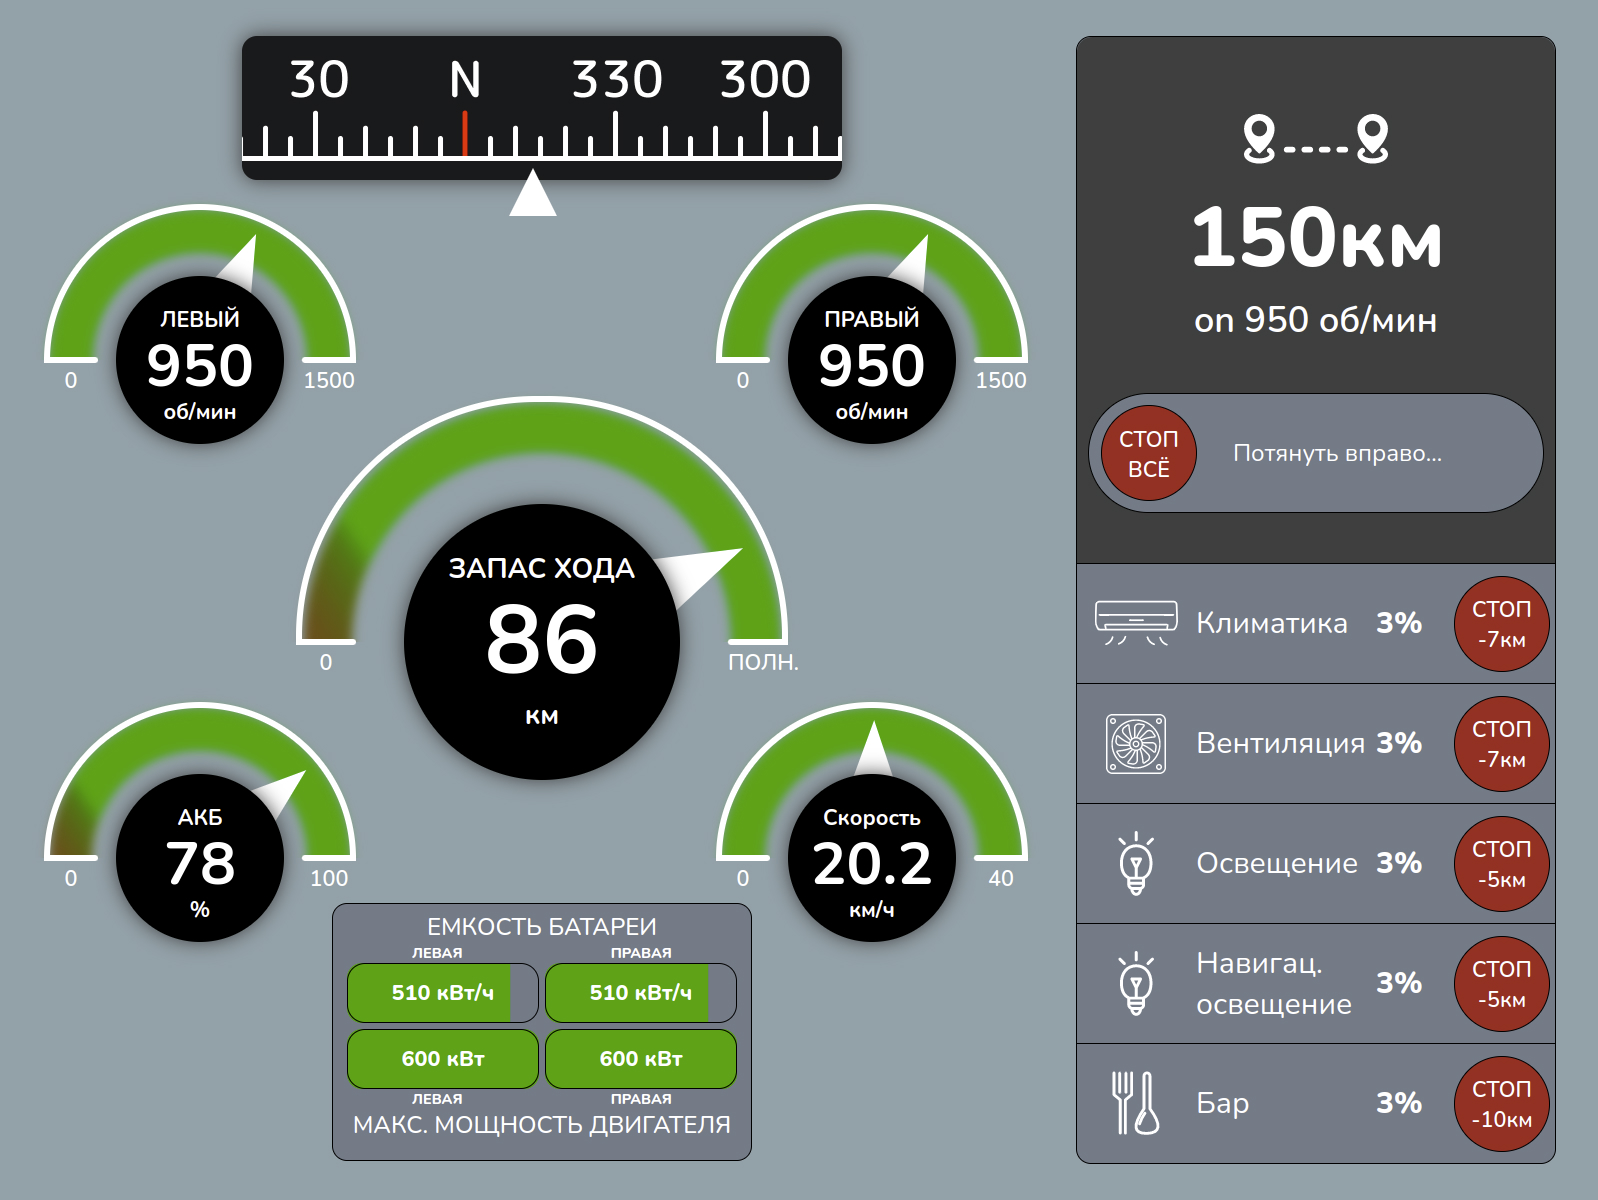 30 N 330 300
ЛЕВЫЙ
950
об/мин
0 1500
ПРАВЫЙ
950
об/мин
0 1500
ЗАПАС ХОДА
86
км
0 ПОЛН.
АКБ
78
%
0 100
Скорость
20.2
км/ч
0 40
ЕМКОСТЬ БАТАРЕИ
ЛЕВАЯ ПРАВАЯ
510 кВт/ч 510 кВт/ч
600 кВт 600 кВт
ЛЕВАЯ ПРАВАЯ
МАКС. МОЩНОСТЬ ДВИГАТЕЛЯ
150км
on 950 об/мин
СТОП
ВСЁ
Потянуть вправо...
Климатика 3%
СТОП
-7км
Вентиляция 3%
СТОП
-7км
Освещение 3%
СТОП
-5км
Навигац.
освещение 3%
СТОП
-5км
Бар 3%
СТОП
-10км